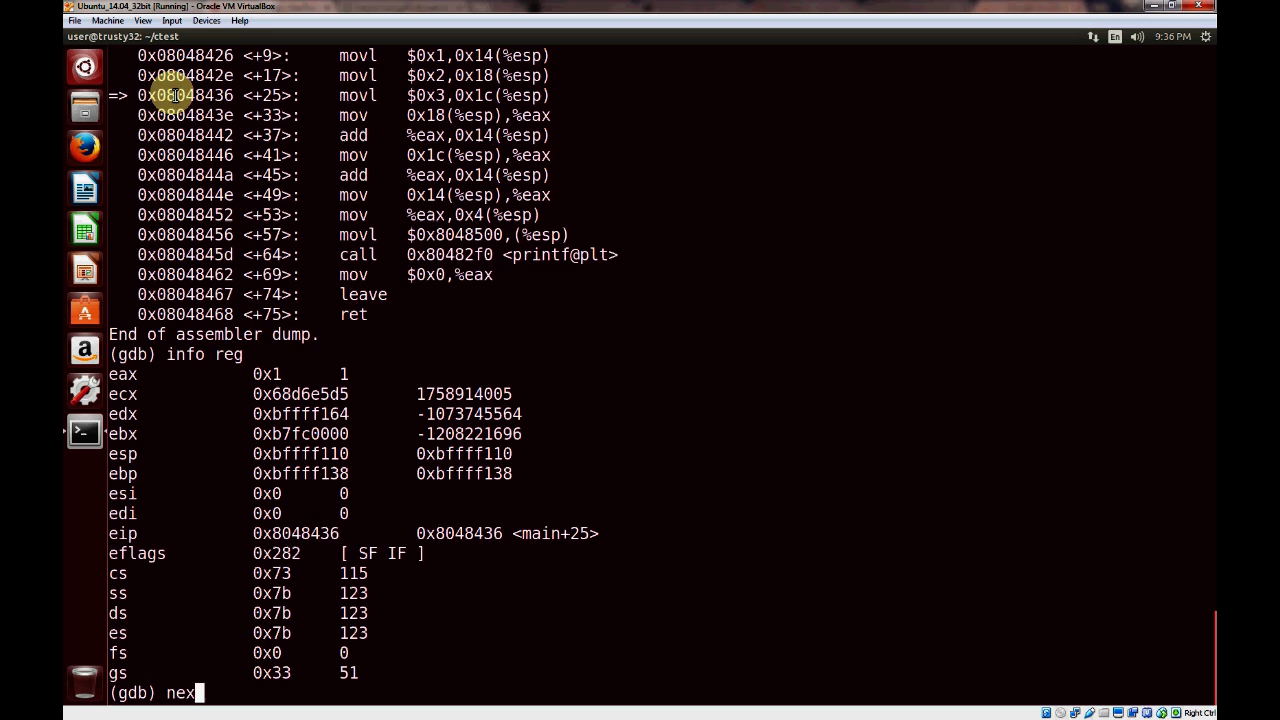 Ubuntu_14.04_32bit [Running] - Oracle VM VirtualBox
File Machine View Input Devices Help
user@trusty32: ~/ctest En 9:36 PM
0x08048426 <+9>: movl $0x1,0x14(%esp)
0x0804842e <+17>: movl $0x2,0x18(%esp)
=> 0x08048436 <+25>: movl $0x3,0x1c(%esp)
0x0804843e <+33>: mov 0x18(%esp),%eax
0x08048442 <+37>: add %eax,0x14(%esp)
0x08048446 <+41>: mov 0x1c(%esp),%eax
0x0804844a <+45>: add %eax,0x14(%esp)
0x0804844e <+49>: mov 0x14(%esp),%eax
0x08048452 <+53>: mov %eax,0x4(%esp)
0x08048456 <+57>: movl $0x8048500,(%esp)
0x0804845d <+64>: call 0x80482f0 <printf@plt>
0x08048462 <+69>: mov $0x0,%eax
0x08048467 <+74>: leave
0x08048468 <+75>: ret
End of assembler dump.
(gdb) info reg
eax 0x1 1
ecx 0x68d6e5d5 1758914005
edx 0xbffff164 -1073745564
ebx 0xb7fc0000 -1208221696
esp 0xbffff110 0xbffff110
ebp 0xbffff138 0xbffff138
esi 0x0 0
edi 0x0 0
eip 0x8048436 0x8048436 <main+25>
eflags 0x282 [ SF IF ]
cs 0x73 115
ss 0x7b 123
ds 0x7b 123
es 0x7b 123
fs 0x0 0
gs 0x33 51
(gdb) nex
Right Ctrl